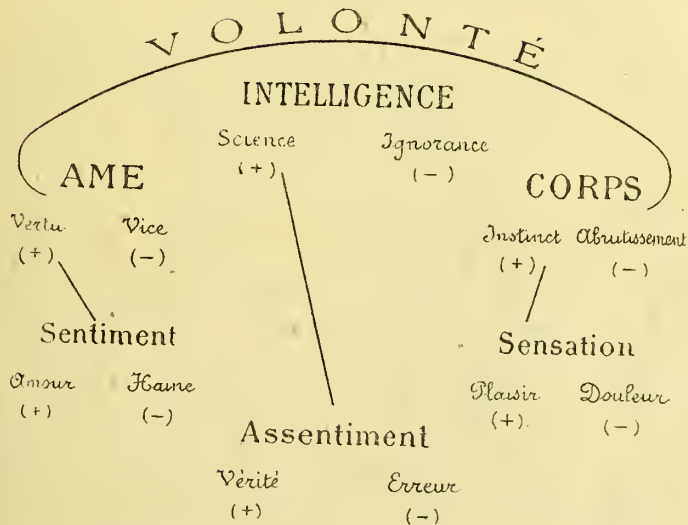 VOLONTÉ
INTELLIGENCE
Science Ignorance
(+) (-)
AME CORPS
Vertu Vice Instinct Abrutissement
(+) (-) (+) (-)
Sentiment Sensation
Amour Haine Plaisir Douleur
(+) (-) (+). (-)
Assentiment
Vérité Erreur
(+) (-)